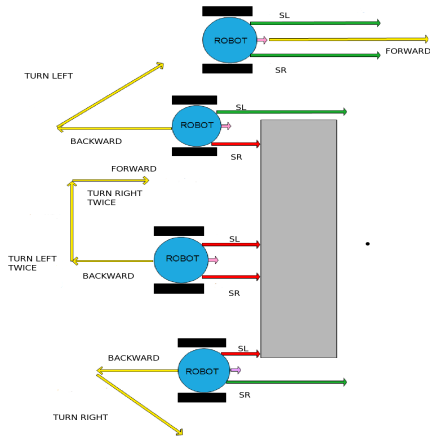 SL
ROBOT
FORWARD
SR
TURN LEFT
SL
ROBOT
BACKWARD
SR
FORWARD
TURN RIGHT
TWICE
SL
ROBOT
TURN LEFT
TWICE
BACKWARD
SR
SL
BACKWARD
ROBOT
SR
TURN RIGHT